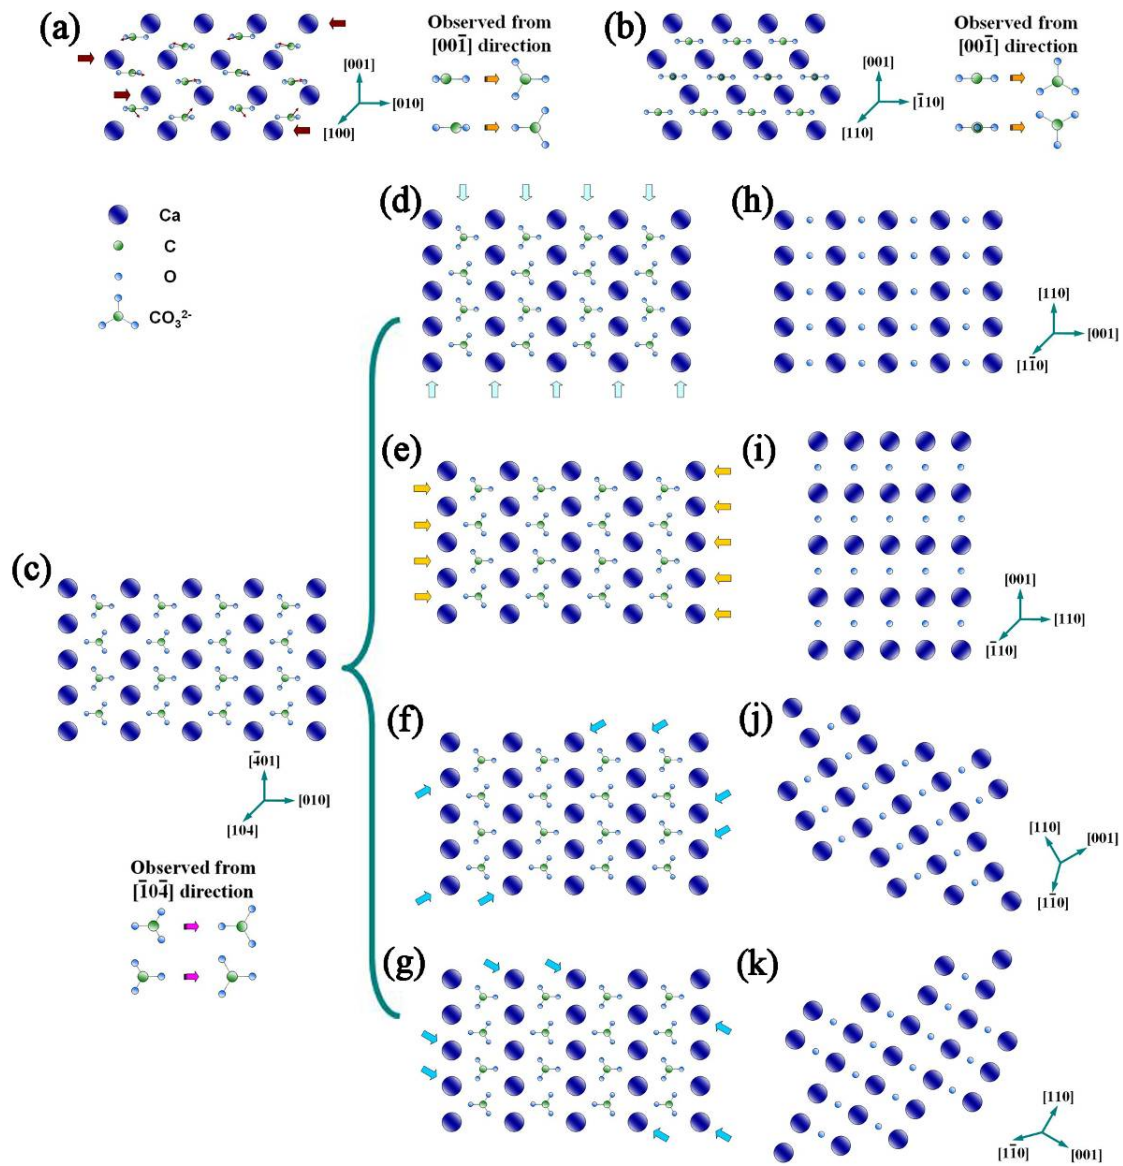 (a)
Observed from
[001̄] direction
[001]
[010]
[100]
(b)
Observed from
[001̄] direction
[001]
[1̄10]
[110]
Ca
C
O
CO₃²⁻
(d)
(h)
[110]
[001]
[11̄0]
(e)
(i)
[001]
[110]
[1̄10]
(c)
[4̄01]
[010]
[104]
Observed from
[1̄04̄] direction
(f)
(j)
[110]
[001]
[11̄0]
(g)
(k)
[110]
[11̄0]
[001]